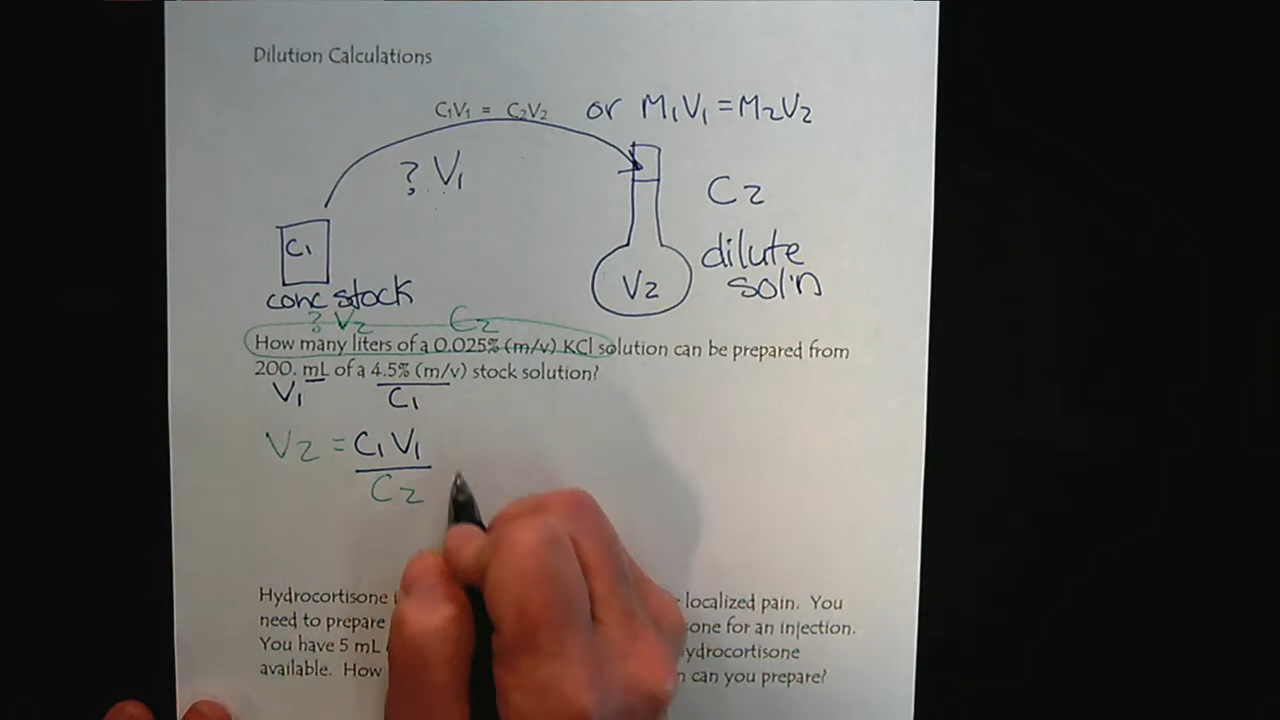 Dilution Calculations
C₁V₁ = C₂V₂ or M₁V₁ = M₂V₂
? V₁
C₂
C₁
dilute
sol'n
V₂
conc stock
? V₂ C₂
How many liters of a 0.025% (m/v) KCl solution can be prepared from
200. mL of a 4.5% (m/v) stock solution?
V₁ C₁
V₂ = C₁V₁
C₂
Hydrocortisone localized pain. You
need to prepare for an injection.
You have 5 mL
available. How can you prepare?